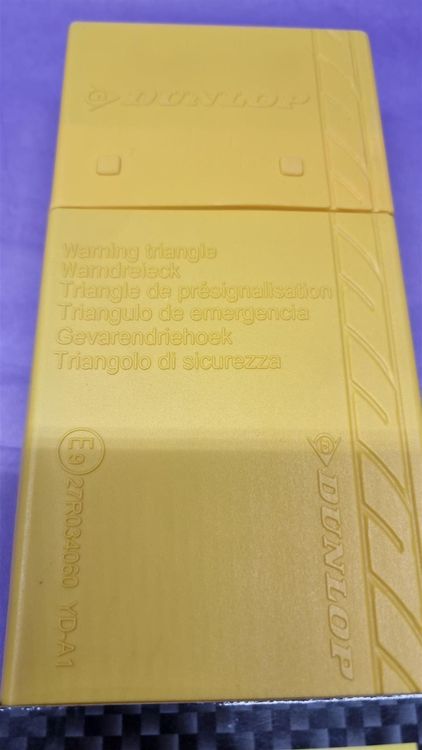 DUNLOP
Warning triangle
Warndreieck
Triangle de présignalisation
Triangulo de emergencia
Gevarendriehoek
Triangolo di sicurezza
E9 27R034060 YD-A1
DUNLOP